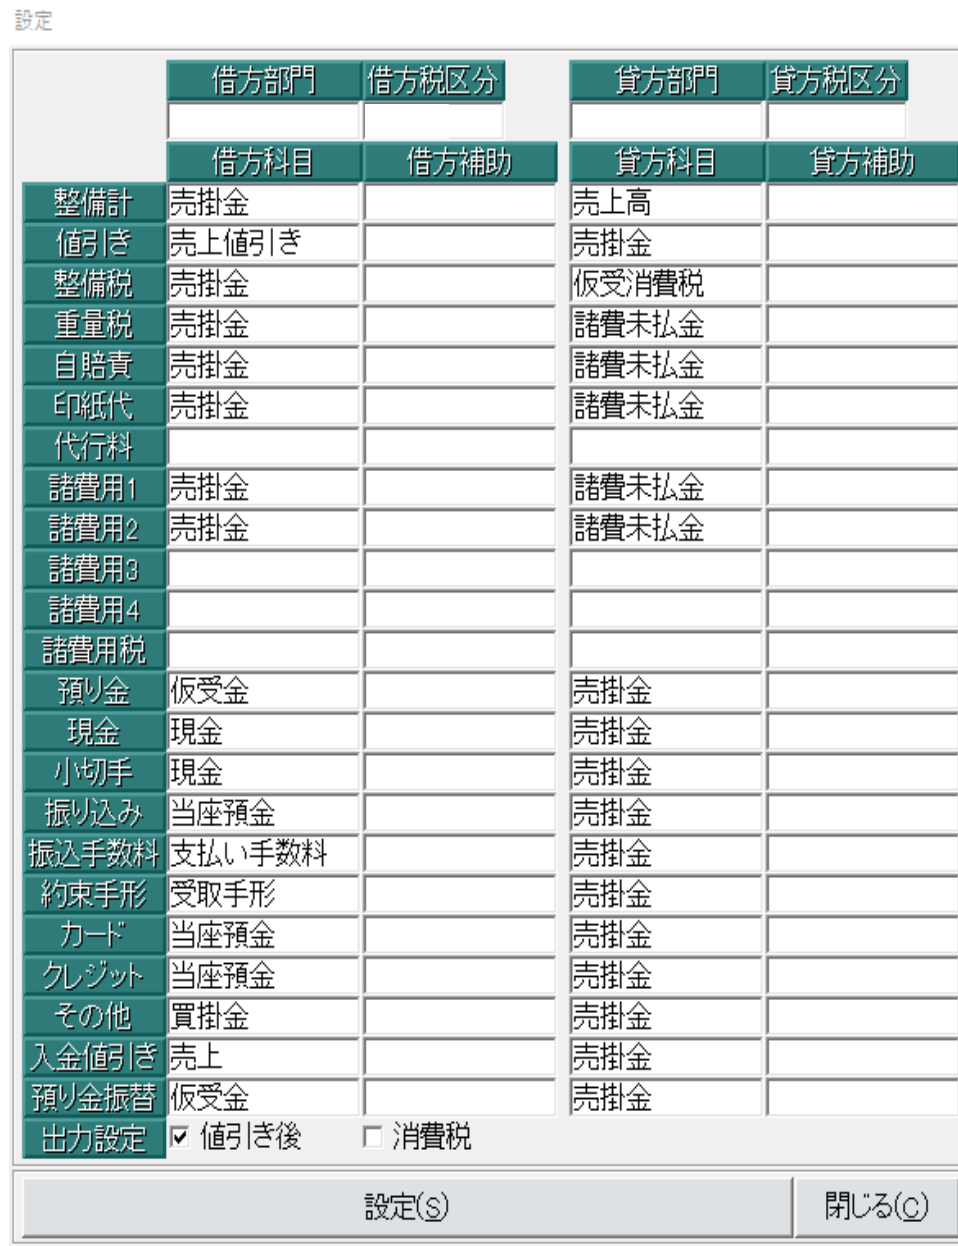 設定
借方部門 借方税区分 貸方部門 貸方税区分
借方科目 借方補助 貸方科目 貸方補助
整備計 売掛金 売上高
値引き 売上値引き 売掛金
整備税 売掛金 仮受消費税
重量税 売掛金 諸費未払金
自賠責 売掛金 諸費未払金
印紙代 売掛金 諸費未払金
代行料
諸費用1 売掛金 諸費未払金
諸費用2 売掛金 諸費未払金
諸費用3
諸費用4
諸費用税
預り金 仮受金 売掛金
現金 現金 売掛金
小切手 現金 売掛金
振り込み 当座預金 売掛金
振込手数料 支払い手数料 売掛金
約束手形 受取手形 売掛金
カード 当座預金 売掛金
クレジット 当座預金 売掛金
その他 買掛金 売掛金
入金値引き 売上 売掛金
預り金振替 仮受金 売掛金
出力設定 値引き後 消費税
設定(S) 閉じる(C)